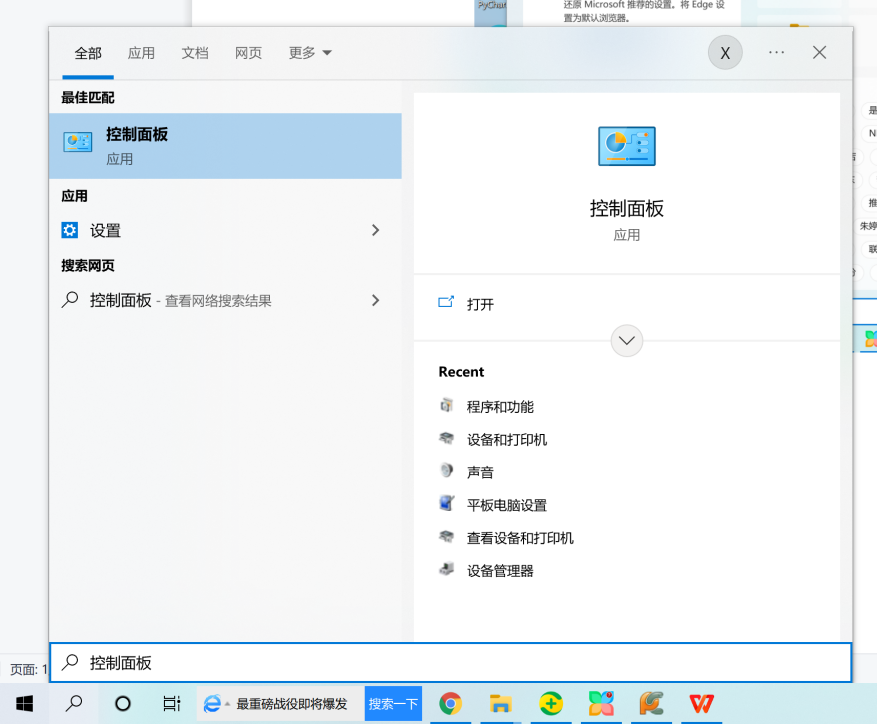 PyChar
还原 Microsoft 推荐的设置。将 Edge 设
置为默认浏览器。
全部 应用 文档 网页 更多 X ···
最佳匹配
控制面板
应用
应用
设置
搜索网页
控制面板 - 查看网络搜索结果
控制面板
应用
打开
Recent
程序和功能
设备和打印机
声音
平板电脑设置
查看设备和打印机
设备管理器
是
推
朱婷
联
控制面板
页面: 1
最重磅战役即将爆发 搜索一下